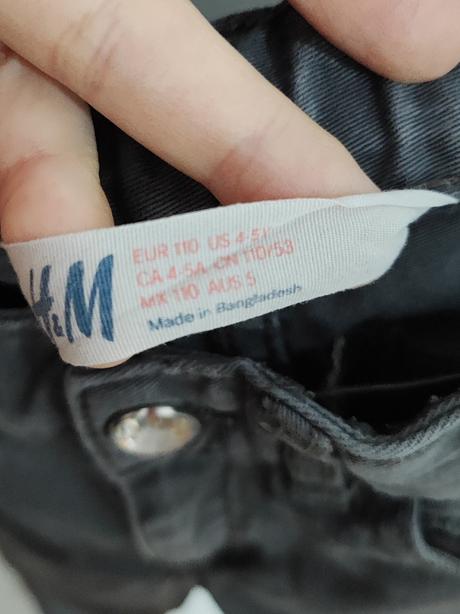 H&M
EUR 110 US 4-5Y
CA 4-5A CN 110/53
MX 110 AUS 5
Made in Bangladesh